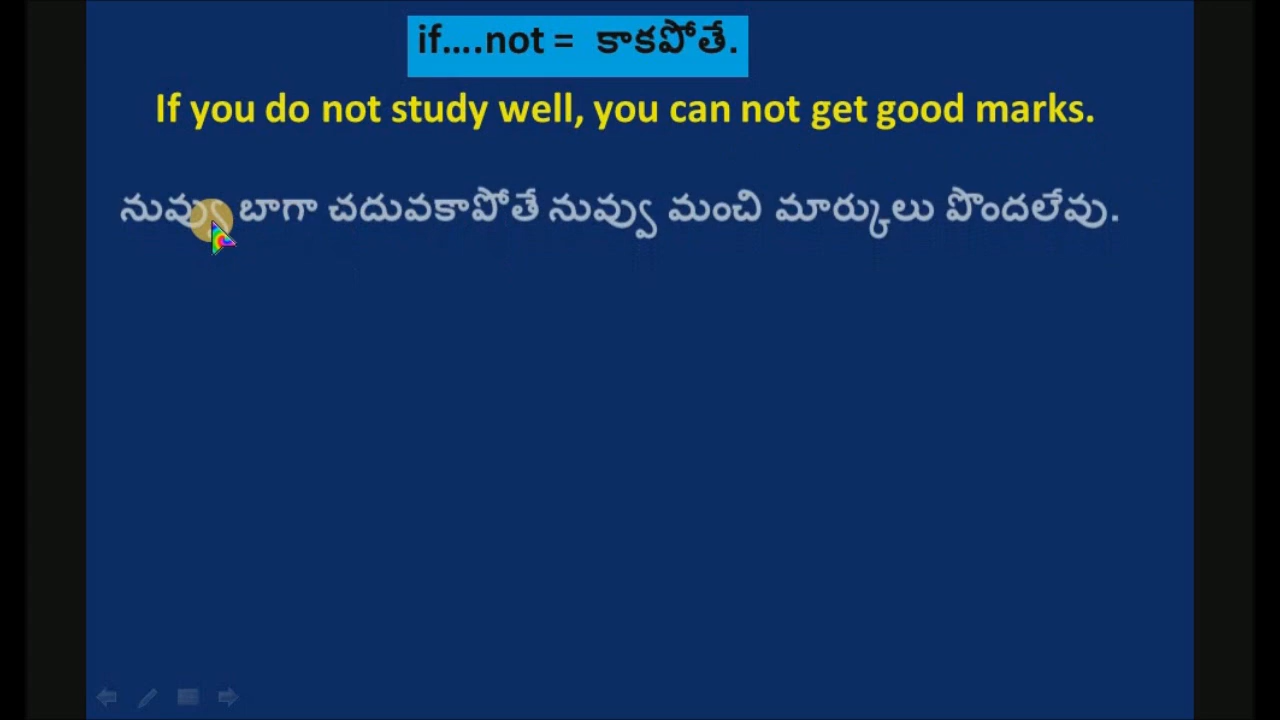 if....not = కాకపోతే.
If you do not study well, you can not get good marks.
నువ్వు బాగా చదువకాపోతే నువ్వు మంచి మార్కులు పొందలేవు.